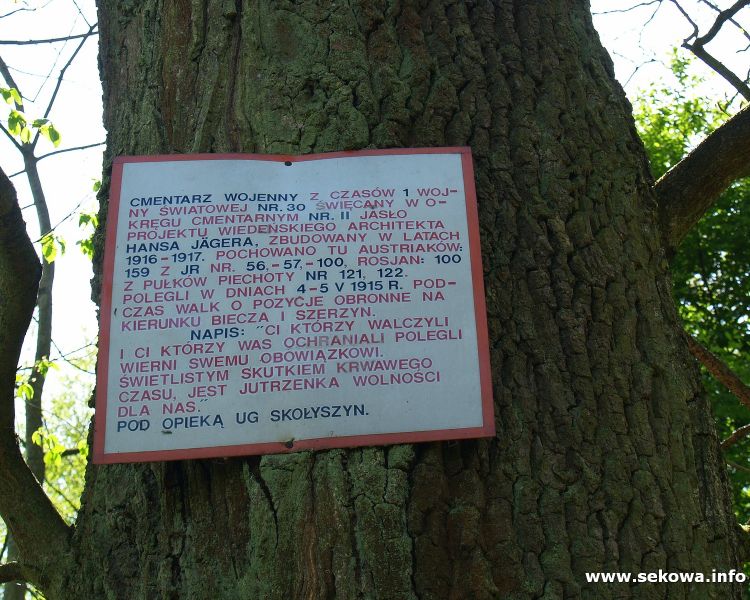 CMENTARZ WOJENNY Z CZASÓW 1 WOJ-
NY ŚWIATOWEJ NR. 30 ŚWIĘCANY W O-
KRĘGU CMENTARNYM NR. II JASŁO
PROJEKTU WIEDEŃSKIEGO ARCHITEKTA
HANSA JÄGERA, ZBUDOWANY W LATACH
1916-1917. POCHOWANO TU AUSTRIAKÓW:
159 Z JR NR. 56,-57,-100, ROSJAN: 100
Z PUŁKÓW PIECHOTY NR 121, 122.
POLEGLI W DNIACH 4-5 V 1915 R. POD-
CZAS WALK O POZYCJE OBRONNE NA
KIERUNKU BIECZA I SZERZYN.
NAPIS: "CI KTÓRZY WALCZYLI
I CI KTÓRZY WAS OCHRANIALI POLEGLI
WIERNI SWEMU OBOWIĄZKOWI.
ŚWIETLISTYM SKUTKIEM KRWAWEGO
CZASU, JEST JUTRZENKA WOLNOŚCI
DLA NAS."
POD OPIEKĄ UG SKOŁYSZYN.
www.sekowa.info